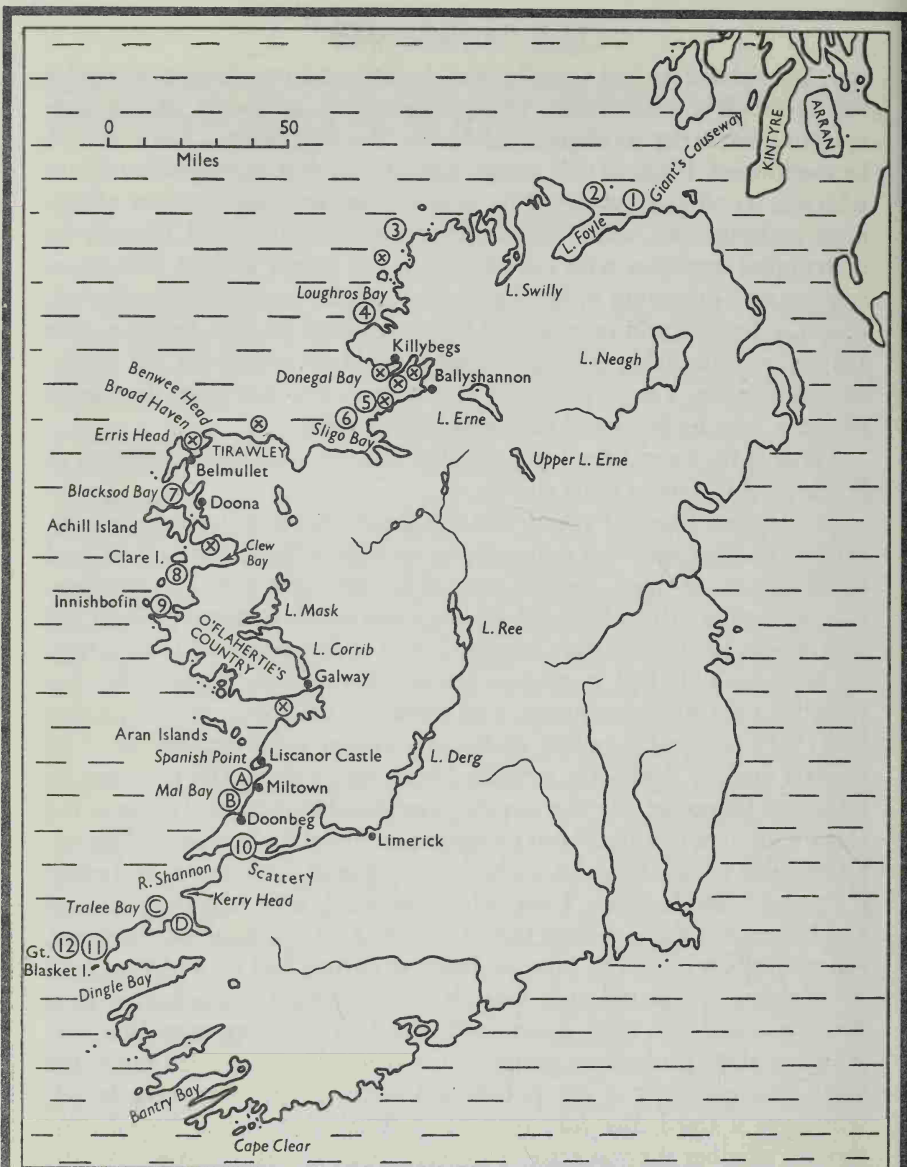 0 50
Miles
Giant's Causeway
KINTYRE
ARRAN
2
1
L. Foyle
3
L. Swilly
x
Loughros Bay
4
Killybegs
L. Neagh
Donegal Bay
x
x
x
Ballyshannon
5
x
L. Erne
6
Sligo Bay
Benwee Head
Broad Haven
x
Erris Head
x
TIRAWLEY
Upper L. Erne
Belmullet
Blacksod Bay
7
Doona
Achill Island
x
Clew
Bay
Clare I.
8
Innishbofin
9
L. Mask
O'FLAHERTIE'S
COUNTRY
L. Corrib
L. Ree
Galway
x
Aran Islands
Spanish Point
Liscanor Castle
L. Derg
A
Mal Bay
Miltown
B
Doonbeg
10
Limerick
R. Shannon
Scattery
Kerry Head
Tralee Bay
C
D
Gt.
Blasket I.
12
11
Dingle Bay
Bantry Bay
Cape Clear